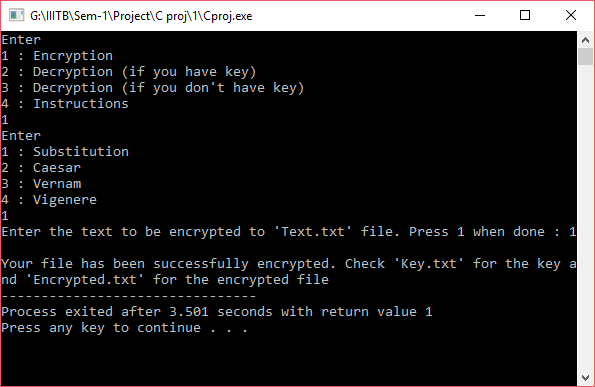 G:\IIITB\Sem-1\Project\C proj\1\Cproj.exe
Enter
1 : Encryption
2 : Decryption (if you have key)
3 : Decryption (if you don't have key)
4 : Instructions
1
Enter
1 : Substitution
2 : Caesar
3 : Vernam
4 : Vigenere
1
Enter the text to be encrypted to 'Text.txt' file. Press 1 when done : 1

Your file has been successfully encrypted. Check 'Key.txt' for the key a
nd 'Encrypted.txt' for the encrypted file
--------------------------------
Process exited after 3.501 seconds with return value 1
Press any key to continue . . .